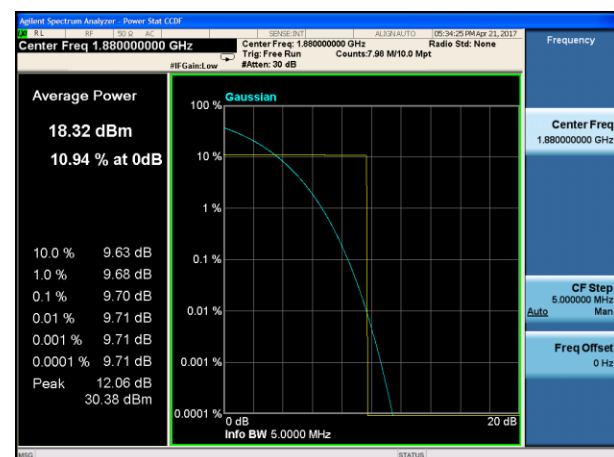 Agilent Spectrum Analyzer - Power Stat CCDF
LXI RL RF 50 Ω AC SENSE:INT ALIGNAUTO 05:34:25 PM Apr 21, 2017
Center Freq 1.880000000 GHz
Center Freq: 1.880000000 GHz
Radio Std: None
Trig: Free Run
Counts:7.98 M/10.0 Mpt
#IFGain:Low
#Atten: 30 dB
Frequency
Average Power
18.32 dBm
10.94 % at 0dB
10.0 % 9.63 dB
1.0 % 9.68 dB
0.1 % 9.70 dB
0.01 % 9.71 dB
0.001 % 9.71 dB
0.0001 % 9.71 dB
Peak 12.06 dB
30.38 dBm
Gaussian
100 %
10 %
1 %
0.1 %
0.01 %
0.001 %
0.0001 %
0 dB
20 dB
Info BW 5.0000 MHz
Center Freq
1.880000000 GHz
CF Step
5.000000 MHz
Auto Man
Freq Offset
0 Hz
MSG
STATUS